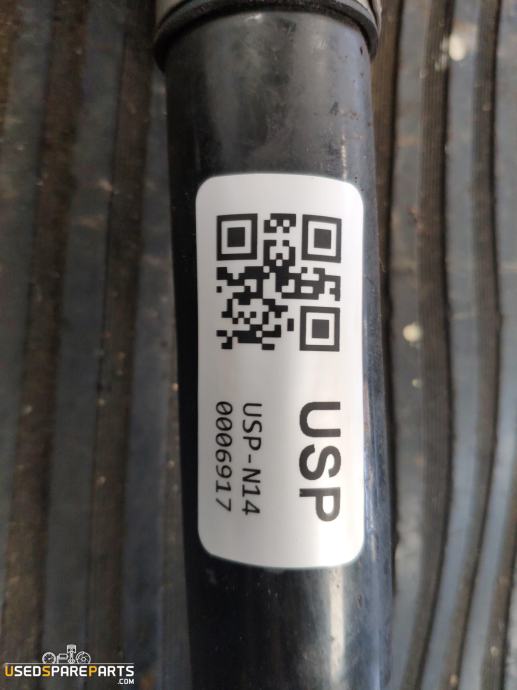 USP
USP-N14
0006917
USEDSPAREPARTS
.COM